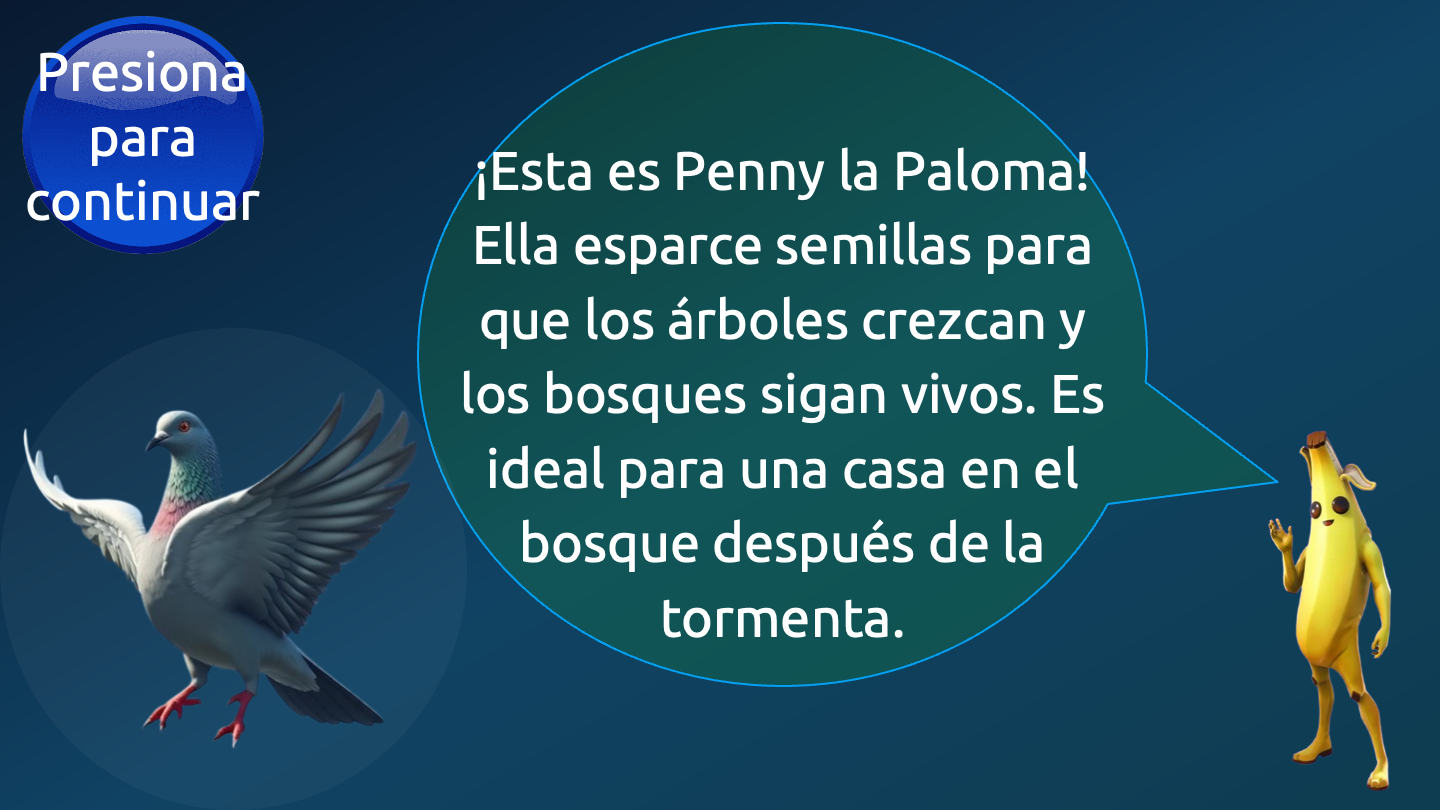 Presiona
para
continuar
¡Esta es Penny la Paloma!
Ella esparce semillas para
que los árboles crezcan y
los bosques sigan vivos. Es
ideal para una casa en el
bosque después de la
tormenta.